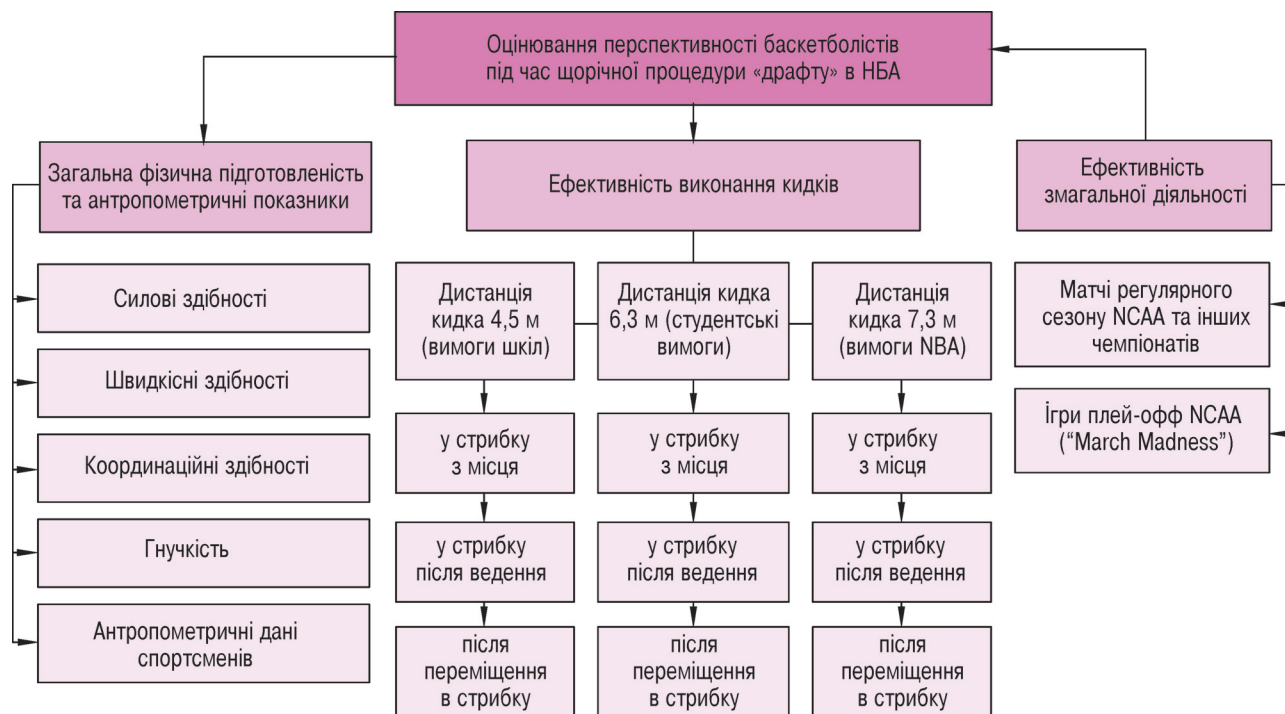 Оцінювання перспективності баскетболістів
під час щорічної процедури «драфту» в НБА
Загальна фізична підготовленість
та антропометричні показники
Силові здібності
Швидкісні здібності
Координаційні здібності
Гнучкість
Антропометричні дані
спортсменів
Ефективність виконання кидків
Дистанція
кидка 4,5 м
(вимоги шкіл)
у стрибку
з місця
у стрибку
після ведення
після
переміщення
в стрибку
Дистанція кидка
6,3 м (студентські
вимоги)
у стрибку
з місця
у стрибку
після ведення
після
переміщення
в стрибку
Дистанція
кидка 7,3 м
(вимоги NBA)
у стрибку
з місця
у стрибку
після ведення
після
переміщення
в стрибку
Ефективність
змагальної діяльності
Матчі регулярного
сезону NCAA та інших
чемпіонатів
Ігри плей-офф NCAA
(“March Madness”)